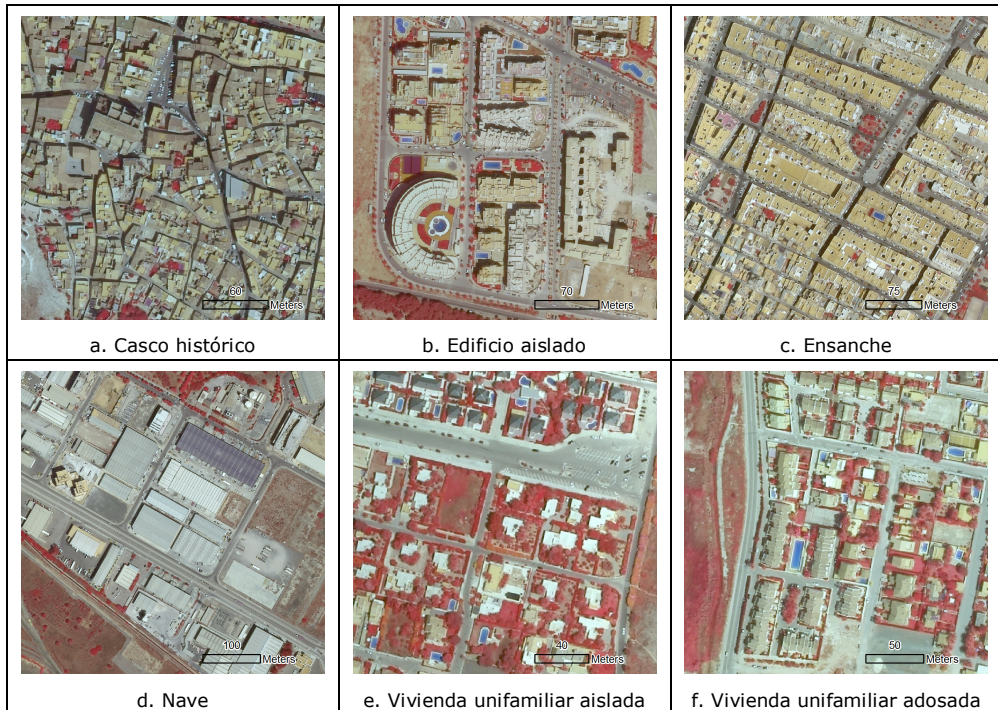 60
Meters
70
Meters
75
Meters
a. Casco histórico
b. Edificio aislado
c. Ensanche
100
Meters
40
Meters
50
Meters
d. Nave
e. Vivienda unifamiliar aislada
f. Vivienda unifamiliar adosada